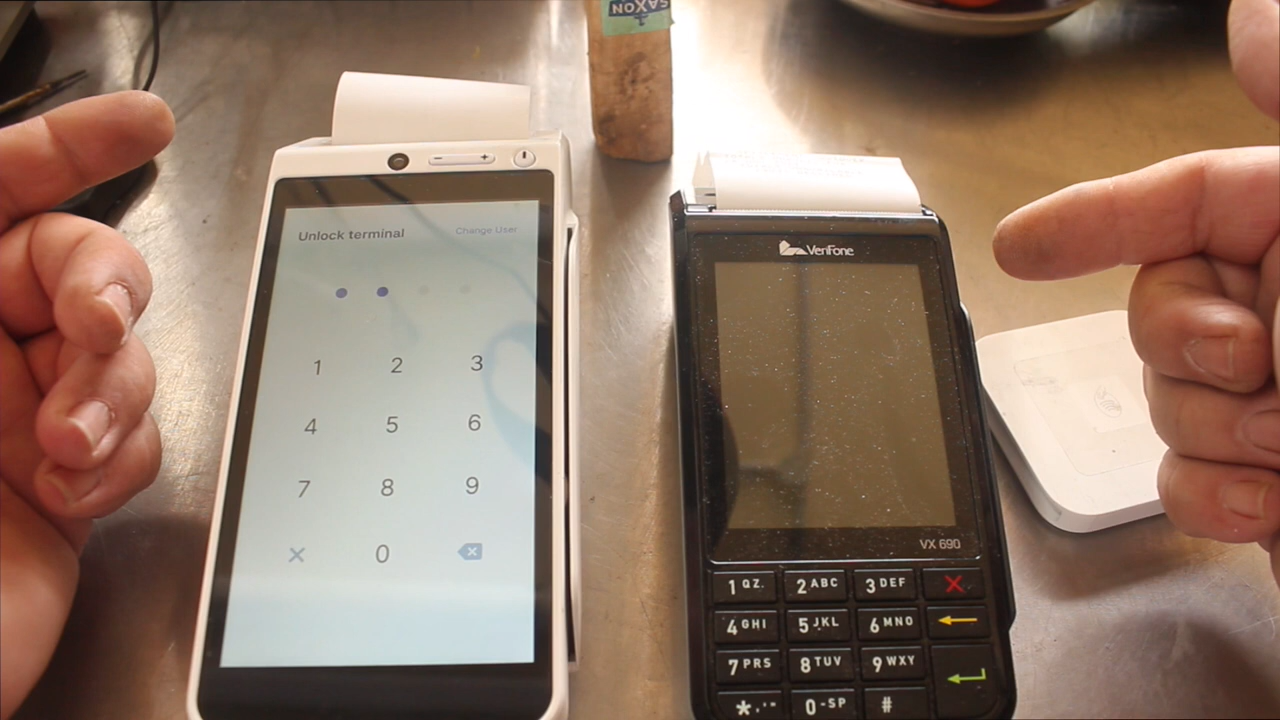 SAXON
Unlock terminal Change User
1 2 3
4 5 6
7 8 9
0
VeriFone
VX 690
1 QZ. 2 ABC 3 DEF
4 GHI 5 JKL 6 MNO
7 PRS 8 TUV 9 WXY
*,'" 0-SP #